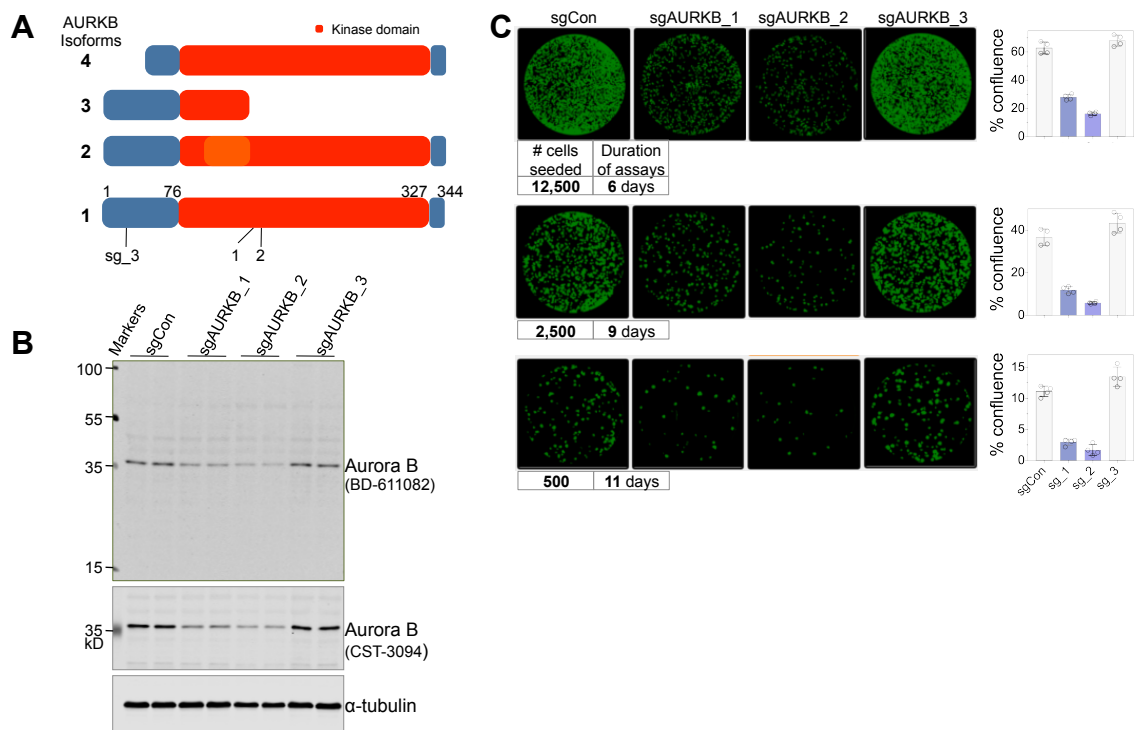 A
AURKB
Isoforms
Kinase domain
4
3
2
1 76 327 344
1
sg_3 1 2
B
Markers sgCon sgAURKB_1 sgAURKB_2 sgAURKB_3
100
55
35
15
Aurora B
(BD-611082)
35
kD
Aurora B
(CST-3094)
α-tubulin
C
sgCon sgAURKB_1 sgAURKB_2 sgAURKB_3
# cells
seeded
Duration
of assays
12,500 6 days
% confluence
60
40
20
0
2,500 9 days
% confluence
40
20
0
500 11 days
% confluence
15
10
5
0
sgCon sg_1 sg_2 sg_3